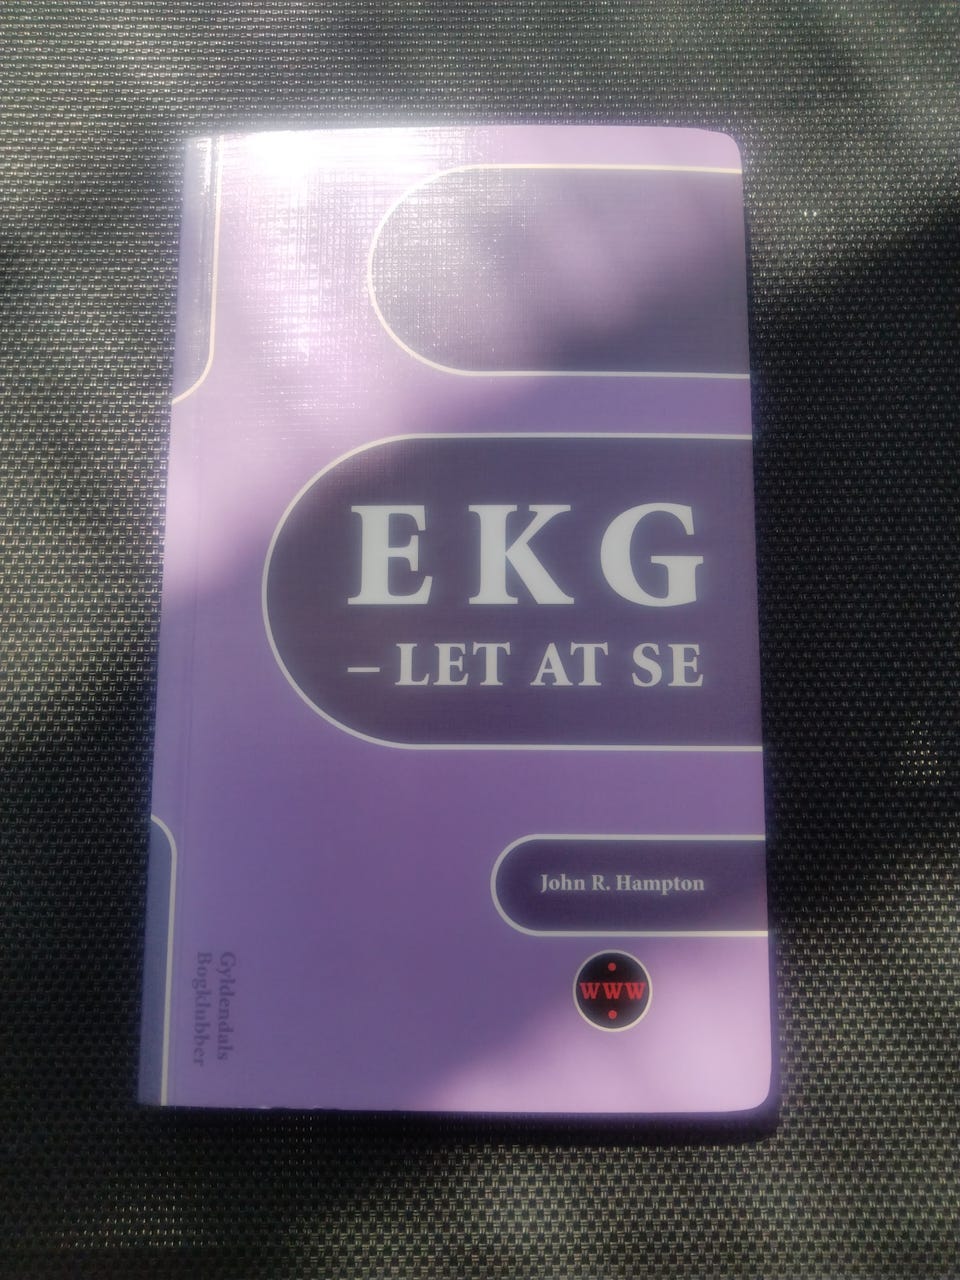 EKG
– LET AT SE
John R. Hampton
WWW
Gyldendals
Bogklubber